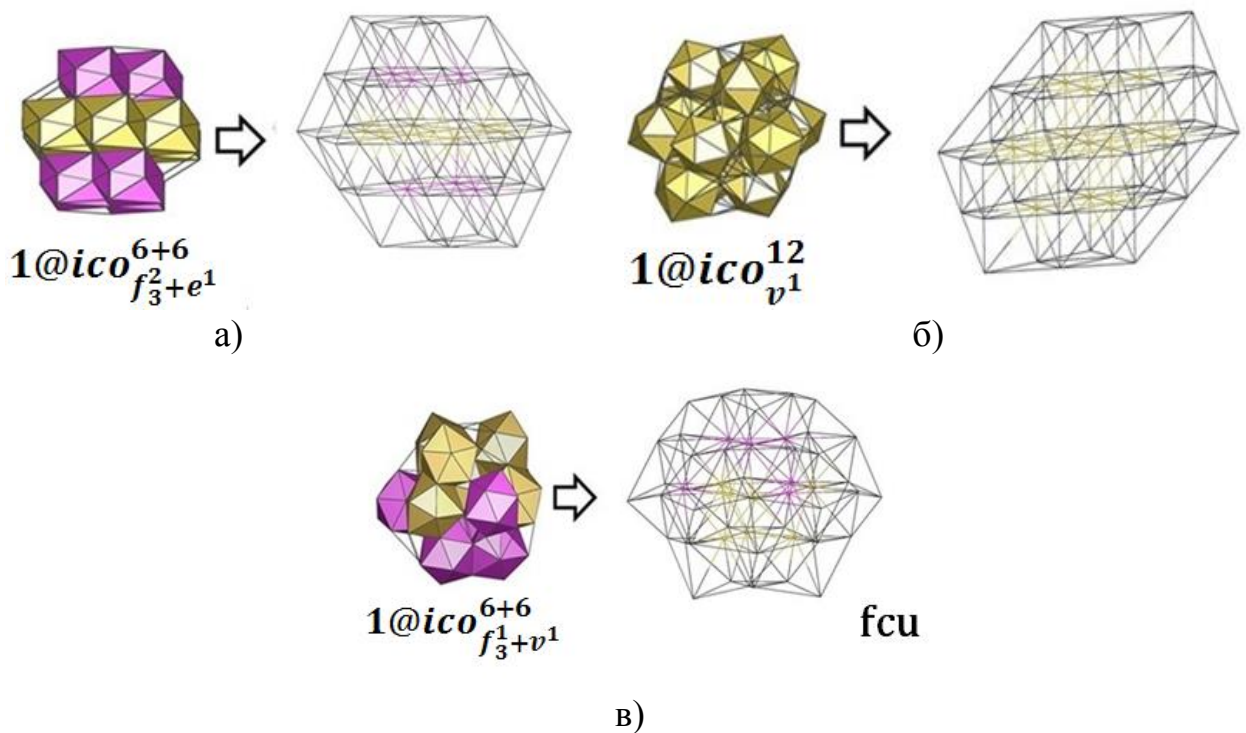 1@ico^{6+6}_{f_3^2+e^1}
1@ico^{12}_{v^1}
а)
б)
1@ico^{6+6}_{f_3^1+v^1}
fcu
в)